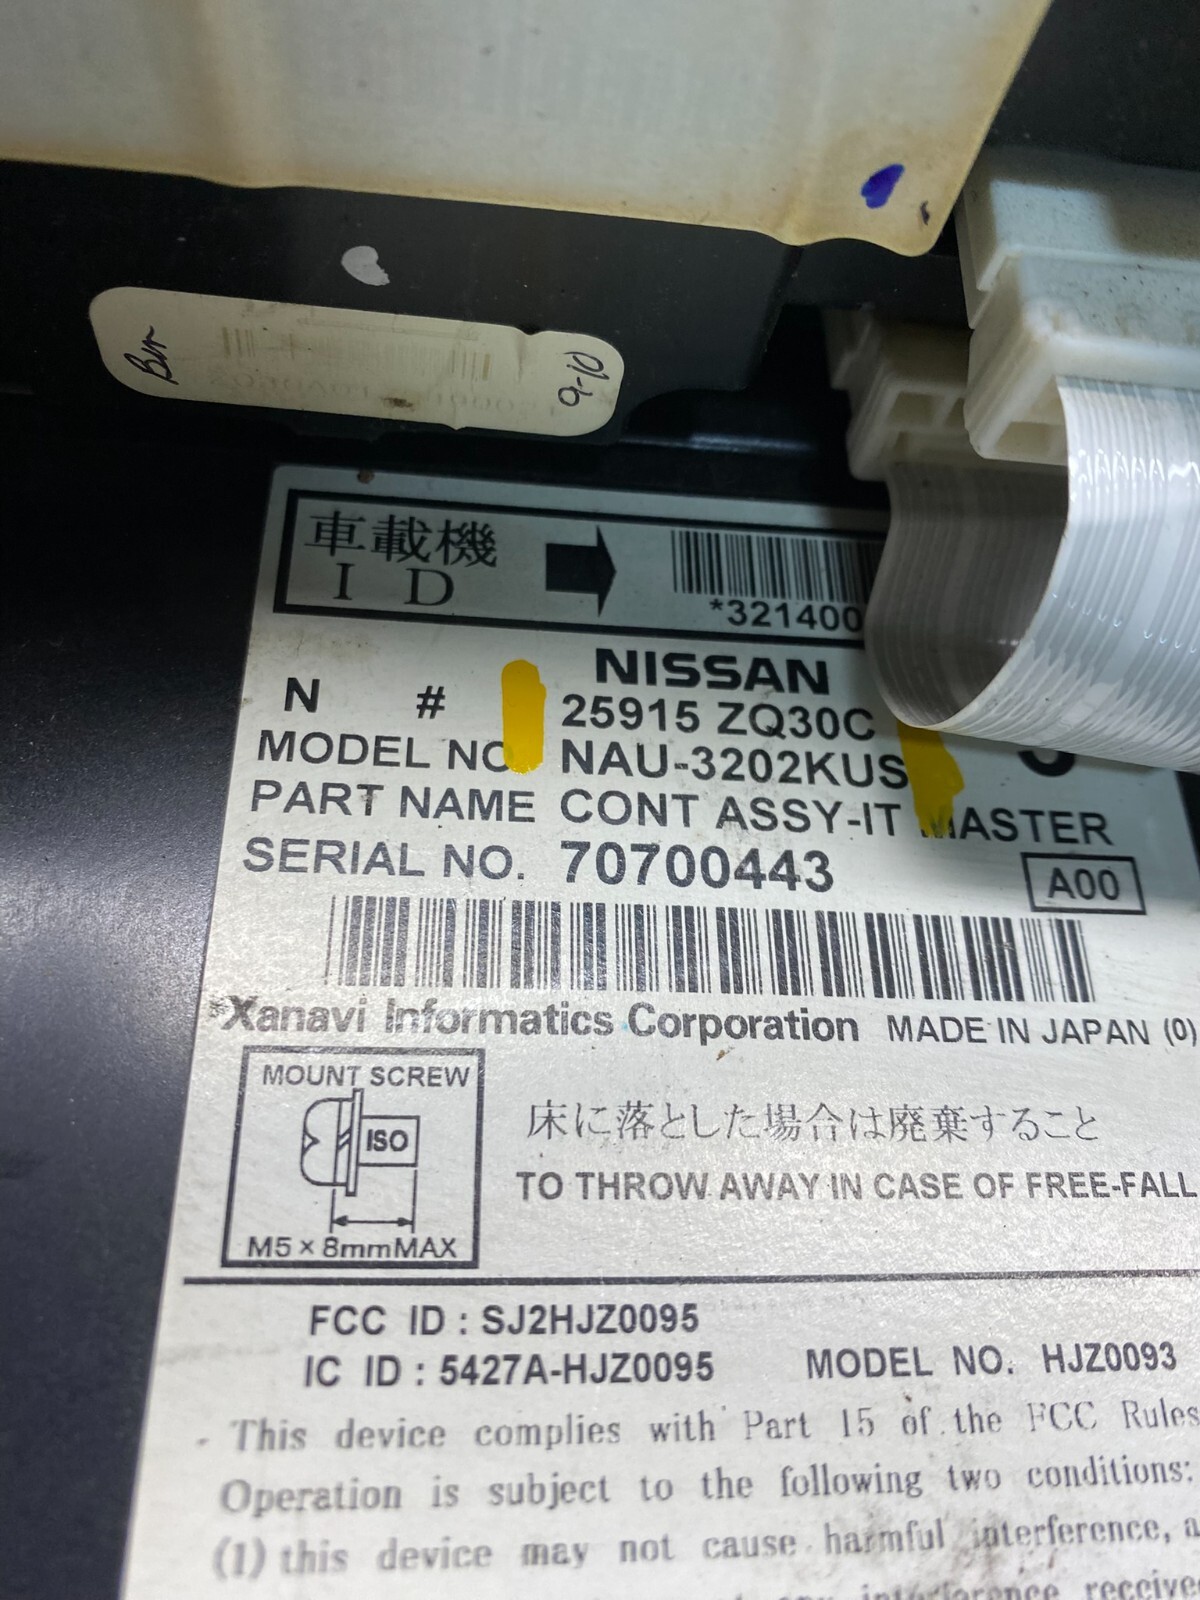 9-10
車載機
I D
*321400
NISSAN
N # 25915 ZQ30C
MODEL NO NAU-3202KUS
PART NAME CONT ASSY-IT MASTER
SERIAL NO. 70700443
A00
Xanavi Informatics Corporation MADE IN JAPAN (0)
MOUNT SCREW
ISO
M5×8mmMAX
床に落とした場合は廃棄すること
TO THROW AWAY IN CASE OF FREE-FALL
FCC ID : SJ2HJZ0095
IC ID : 5427A-HJZ0095 MODEL NO. HJZ0093
This device complies with Part 15 of the FCC Rules
Operation is subject to the following two conditions:
(1) this device may not cause harmful interference, a
interference receive